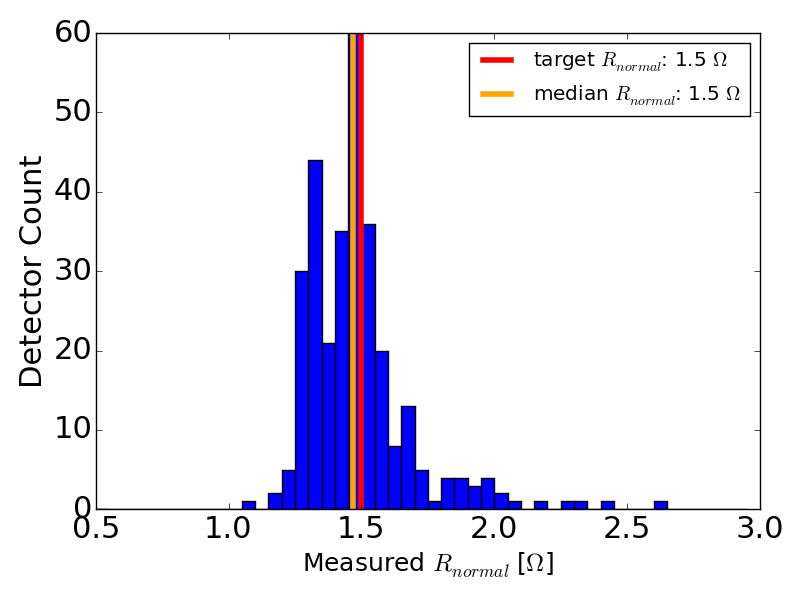 target R_normal: 1.5 Ω
median R_normal: 1.5 Ω
Detector Count
60
50
40
30
20
10
0
0.5 1.0 1.5 2.0 2.5 3.0
Measured R_normal [Ω]